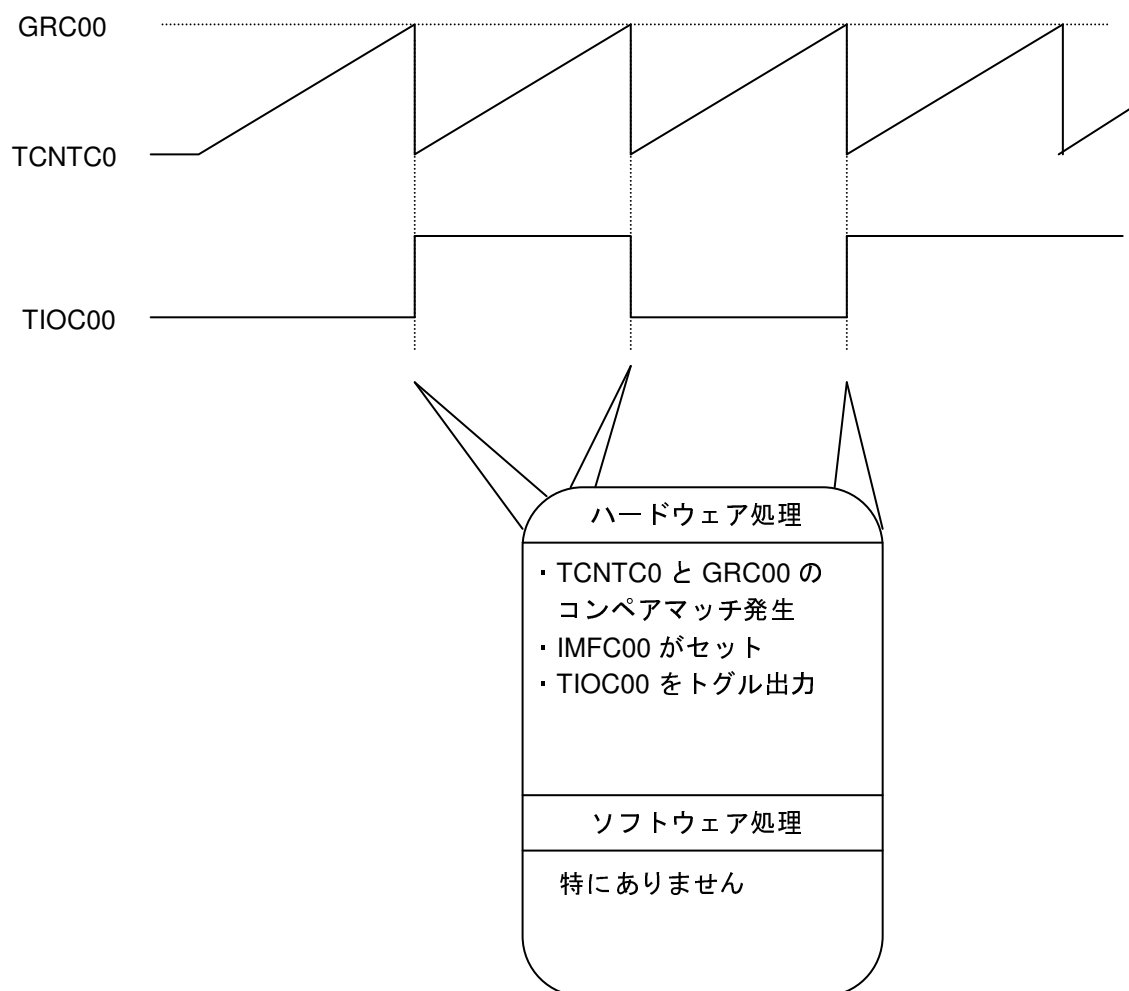 GRC00
TCNTC0
TIOC00
ハードウェア処理
・TCNTC0 と GRC00 の
コンペアマッチ発生
・IMFC00 がセット
・TIOC00 をトグル出力
ソフトウェア処理
特にありません